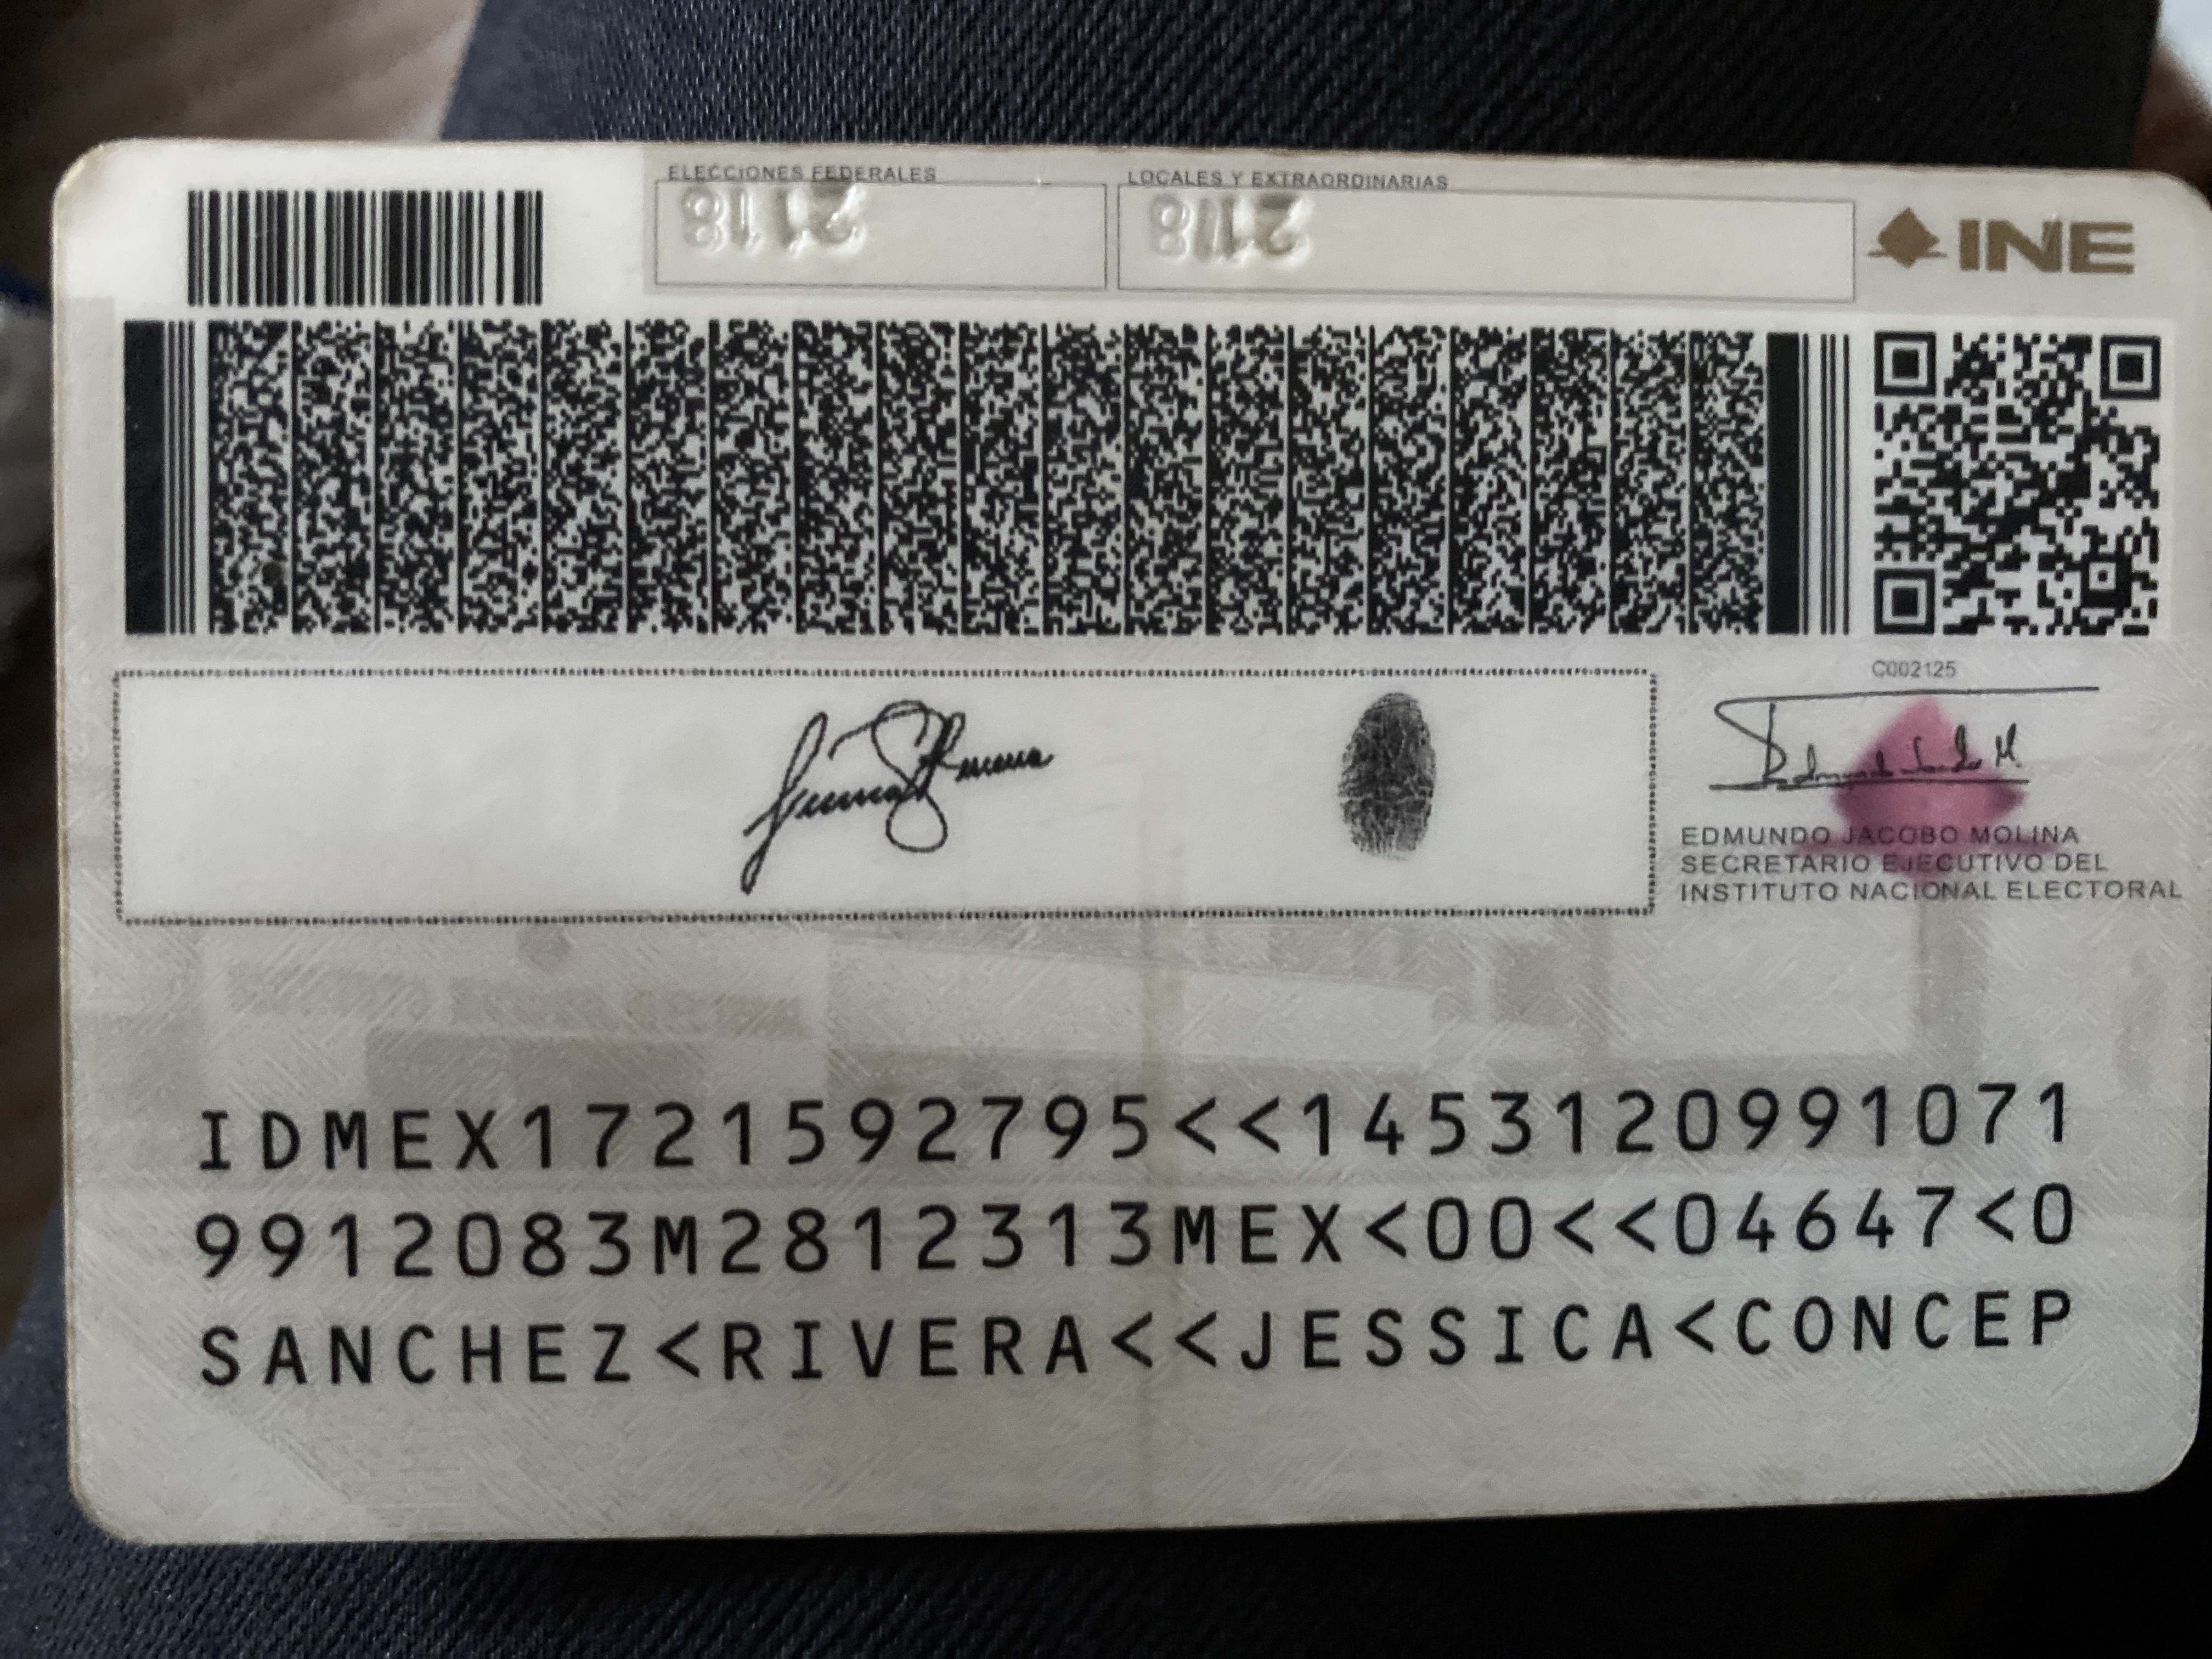 ELECCIONES FEDERALES
LOCALES Y EXTRAORDINARIAS
INE
C002125
EDMUNDO JACOBO MOLINA
SECRETARIO EJECUTIVO DEL
INSTITUTO NACIONAL ELECTORAL
IDMEX1721592795<<1453120991071
9912083M2812313MEX<00<<04647<0
SANCHEZ<RIVERA<<JESSICA<CONCEP